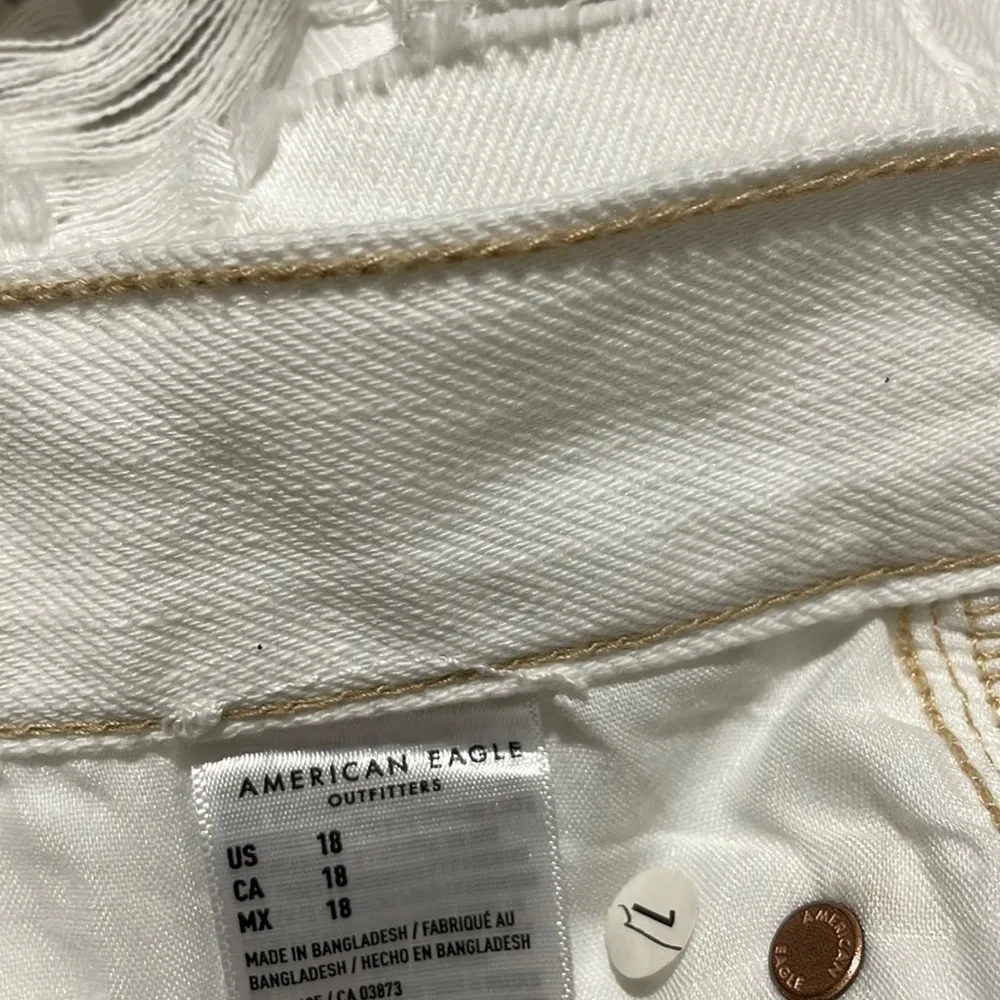 AMERICAN EAGLE
OUTFITTERS
US 18
CA 18
MX 18
MADE IN BANGLADESH / FABRIQUÉ AU
BANGLADESH / HECHO EN BANGLADESH
/ CA 03873
AMERICAN
EAGLE